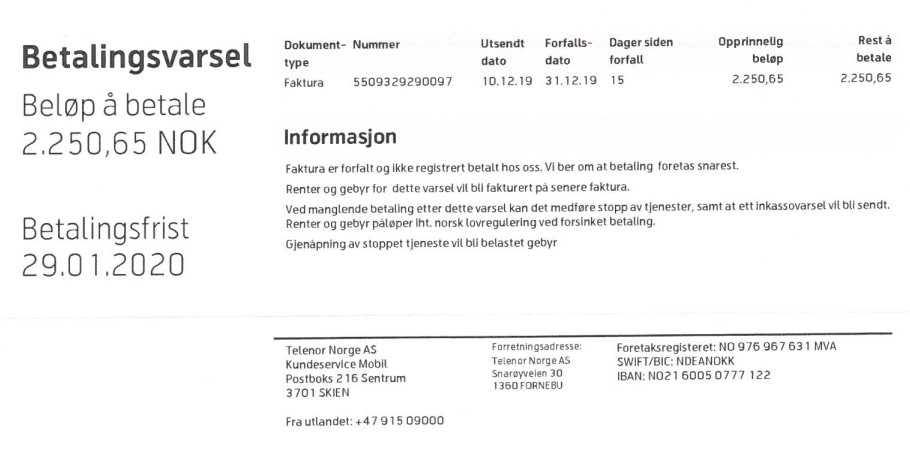 Betalingsvarsel
Beløp å betale
2.250,65 NOK
Betalingsfrist
29.01.2020
Dokument- Nummer Utsendt Forfalls- Dager siden Opprinnelig Rest å
type dato dato forfall beløp betale
Faktura 5509329290097 10.12.19 31.12.19 15 2.250,65 2.250,65
Informasjon
Faktura er forfalt og ikke registrert betalt hos oss. Vi ber om at betaling foretas snarest.
Renter og gebyr for dette varsel vil bli fakturert på senere faktura.
Ved manglende betaling etter dette varsel kan det medføre stopp av tjenester, samt at ett inkassovarsel vil bli sendt.
Renter og gebyr påløper iht. norsk lovregulering ved forsinket betaling.
Gjenåpning av stoppet tjeneste vil bli belastet gebyr
Telenor Norge AS
Kundeservice Mobil
Postboks 216 Sentrum
3701 SKIEN
Fra utlandet: +47 915 09000
Forretningsadresse:
Telenor Norge AS
Snarøyveien 30
1360 FORNEBU
Foretaksregisteret: NO 976 967 631 MVA
SWIFT/BIC: NDEANOKK
IBAN: NO21 6005 0777 122